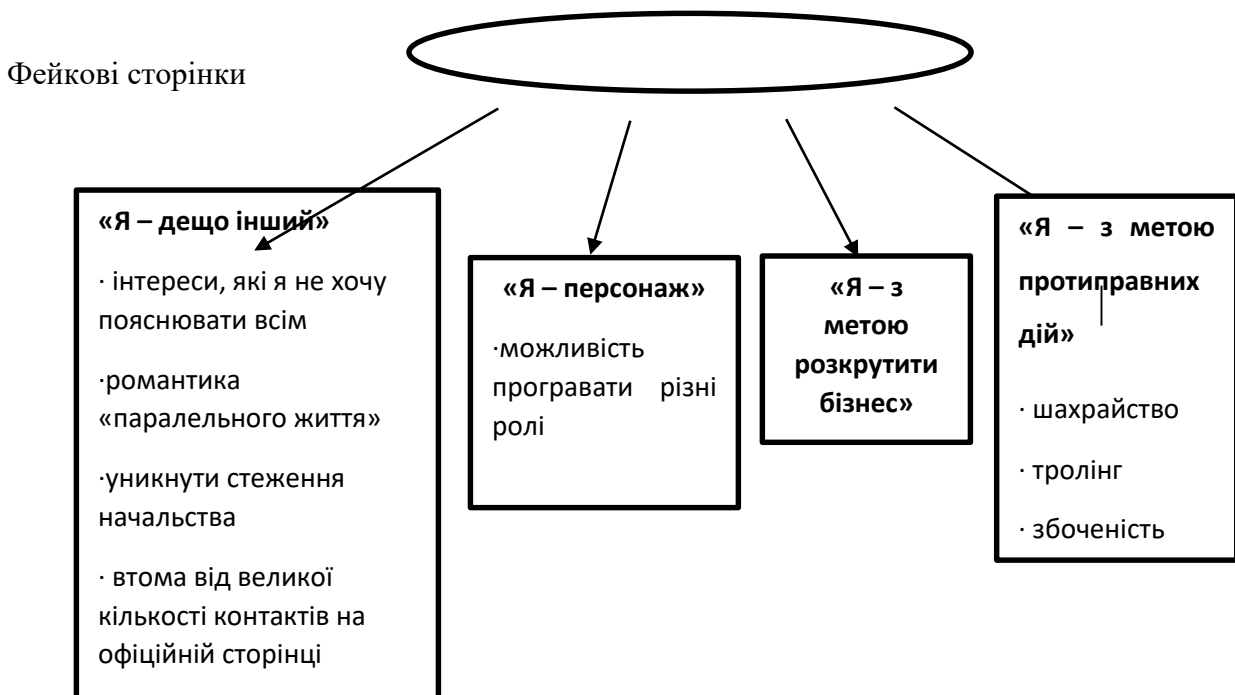 Фейкові сторінки
«Я – дещо інший»
· інтереси, які я не хочу
пояснювати всім
·романтика
«паралельного життя»
·уникнути стеження
начальства
· втома від великої
кількості контактів на
офіційній сторінці
«Я – персонаж»
·можливість
програвати різні
ролі
«Я – з
метою
розкрутити
бізнес»
«Я – з метою
протиправних
дій»
· шахрайство
· тролінг
· збоченість